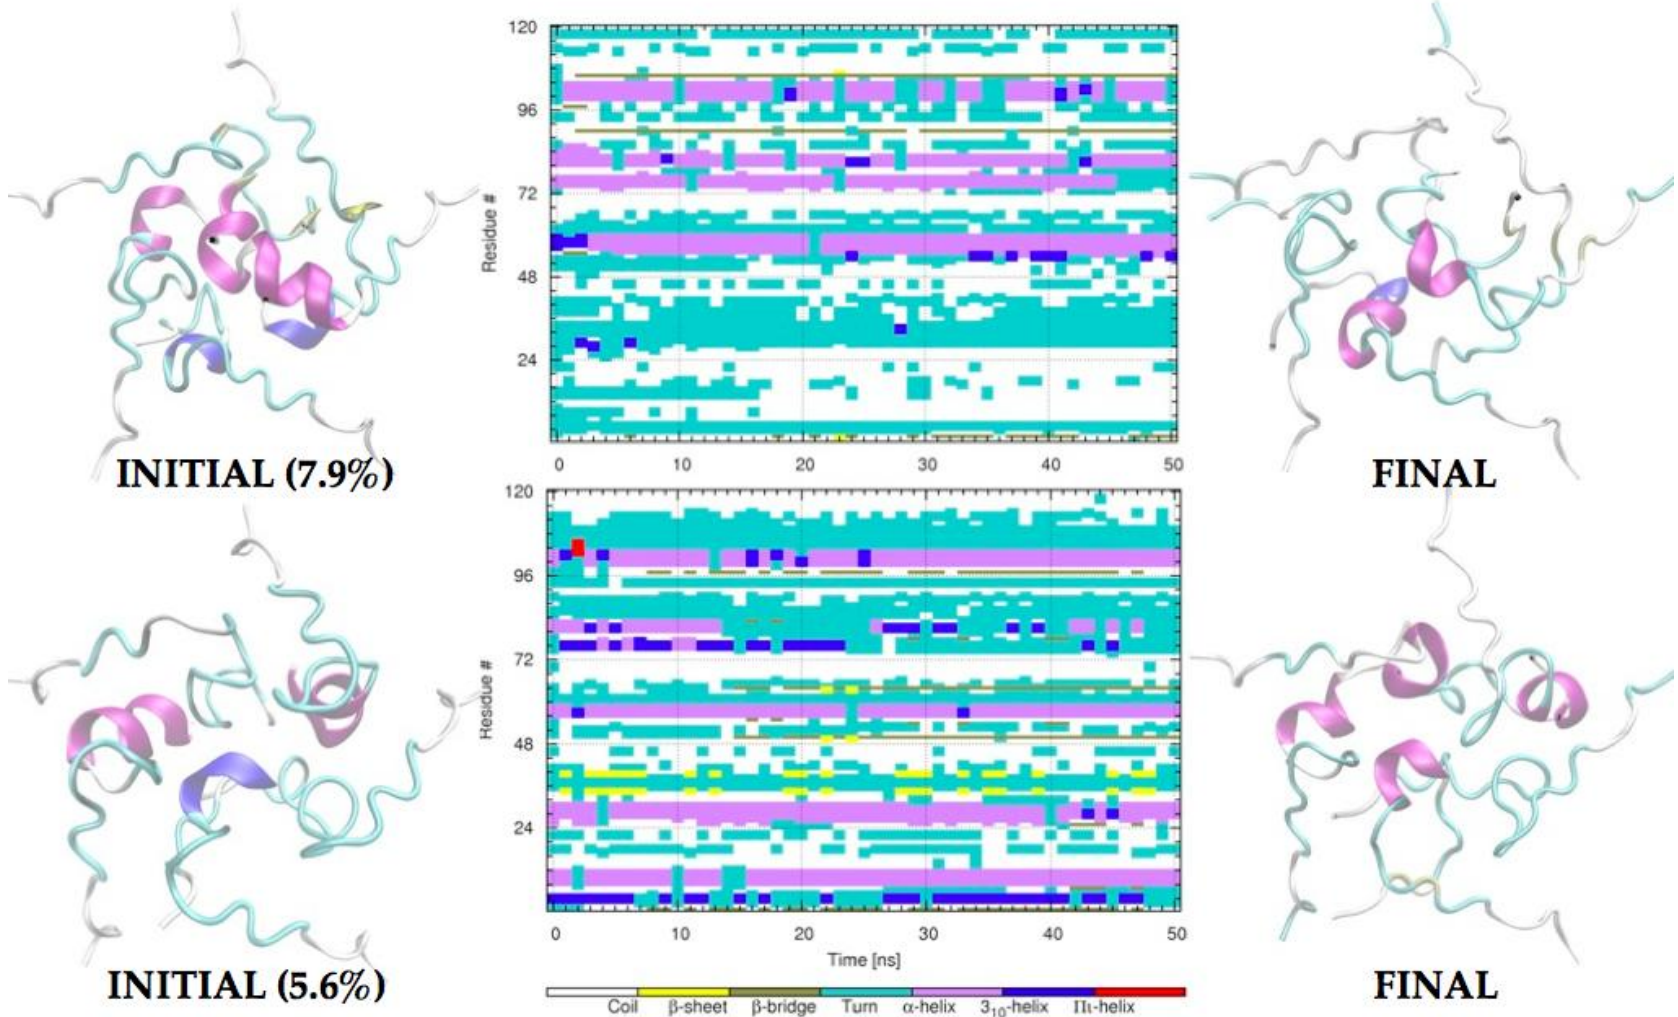 120
96
72
48
24
Residue #
0 10 20 30 40 50
INITIAL (7.9%)
FINAL
120
96
72
48
24
Residue #
0 10 20 30 40 50
Time [ns]
INITIAL (5.6%)
FINAL
Coil β-sheet β-bridge Turn α-helix 3₁₀-helix Πι-helix